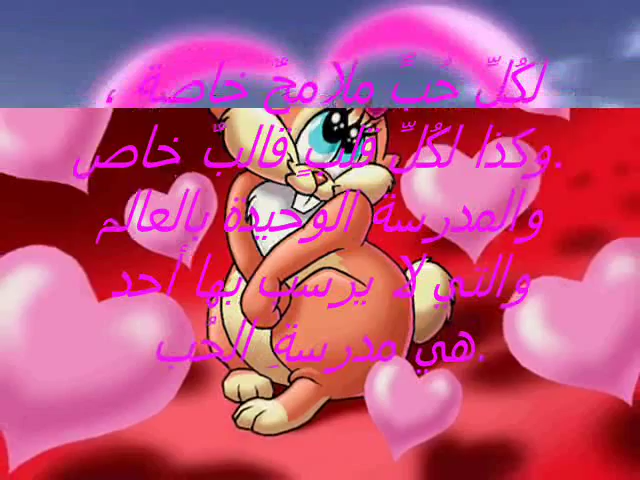 لكُلِّ حُبٍّ ملامحٌ خاصة ،
وكذا لكُلِّ قلبٍ قالبٌ خاص.
والمدرسة الوحيدة بالعالم
والتي لا يرسب بها أحد
هي مدرسةِ الحُب.